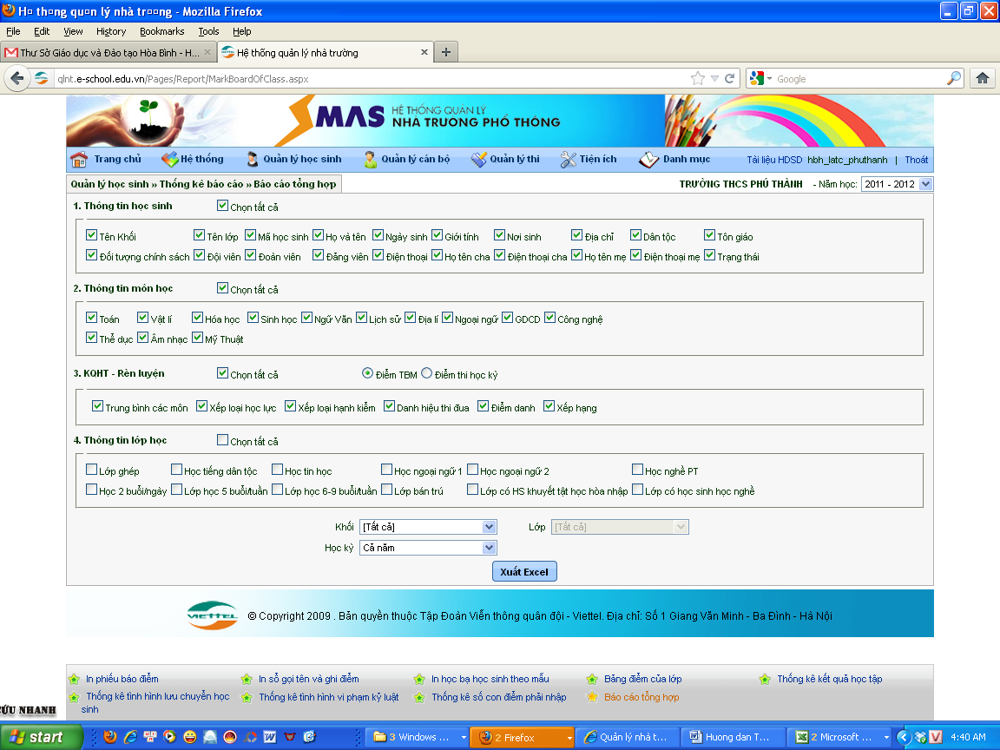 Hệ thống quản lý nhà trường - Mozilla Firefox
File Edit View History Bookmarks Tools Help
Thư Sở Giáo dục và Đào tạo Hòa Bình - H... Hệ thống quản lý nhà trường
qlnt.e-school.edu.vn/Pages/Report/MarkBoardOfClass.aspx Google
SMAS HỆ THỐNG QUẢN LÝ
NHÀ TRƯỜNG PHỔ THÔNG
Trang chủ Hệ thống Quản lý học sinh Quản lý cán bộ Quản lý thi Tiện ích Danh mục Tài liệu HDSD hbh_latc_phuthanh | Thoát
Quản lý học sinh » Thống kê báo cáo » Báo cáo tổng hợp TRƯỜNG THCS PHÚ THÀNH - Năm học: 2011 - 2012
1. Thông tin học sinh Chọn tất cả
Tên Khối Tên lớp Mã học sinh Họ và tên Ngày sinh Giới tính Nơi sinh Địa chỉ Dân tộc Tôn giáo
Đối tượng chính sách Đội viên Đoàn viên Đảng viên Điện thoại Họ tên cha Điện thoại cha Họ tên mẹ Điện thoại mẹ Trạng thái
2. Thông tin môn học Chọn tất cả
Toán Vật lí Hóa học Sinh học Ngữ Văn Lịch sử Địa lí Ngoại ngữ GDCD Công nghệ
Thể dục Âm nhạc Mỹ Thuật
3. KQHT - Rèn luyện Chọn tất cả Điểm TBM Điểm thi học kỳ
Trung bình các môn Xếp loại học lực Xếp loại hạnh kiểm Danh hiệu thi đua Điểm danh Xếp hạng
4. Thông tin lớp học Chọn tất cả
Lớp ghép Học tiếng dân tộc Học tin học Học ngoại ngữ 1 Học ngoại ngữ 2 Học nghề PT
Học 2 buổi/ngày Lớp học 5 buổi/tuần Lớp học 6-9 buổi/tuần Lớp bán trú Lớp có HS khuyết tật học hòa nhập Lớp có học sinh học nghề
Khối [Tất cả] Lớp [Tất cả]
Học kỳ Cả năm
Xuất Excel
VIETTEL © Copyright 2009 . Bản quyền thuộc Tập Đoàn Viễn thông quân đội - Viettel. Địa chỉ: Số 1 Giang Văn Minh - Ba Đình - Hà Nội
In phiếu báo điểm In sổ gọi tên và ghi điểm In học bạ học sinh theo mẫu Bảng điểm của lớp Thống kê kết quả học tập
Thống kê tình hình lưu chuyển học sinh Thống kê tình hình vi phạm kỷ luật Thống kê số con điểm phải nhập Báo cáo tổng hợp
CỨU NHANH
start 3 Windows ... 2 Firefox Quản lý nhà t... Huong dan T... 2 Microsoft ... 4:40 AM